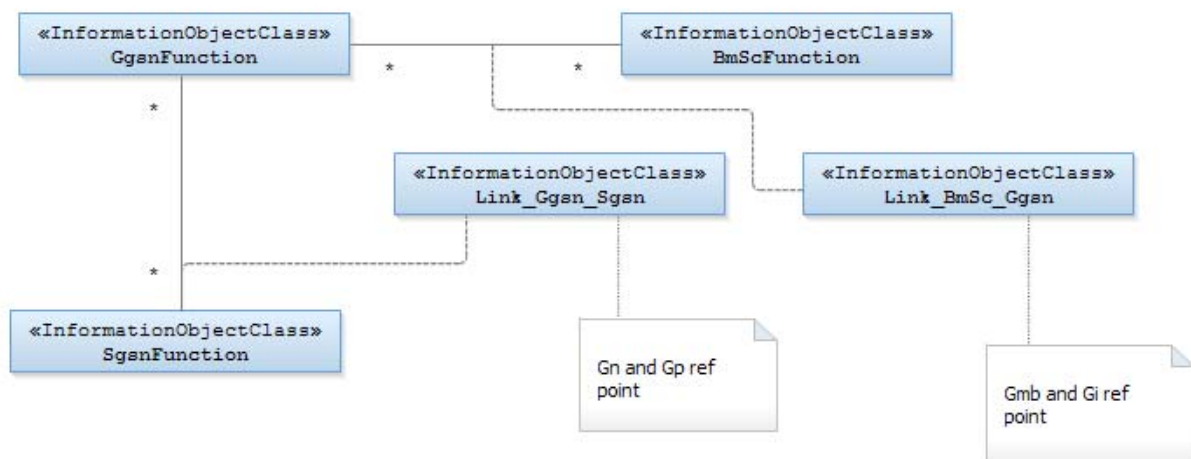 «InformationObjectClass»
GgsnFunction
«InformationObjectClass»
BmScFunction
*
*
*
«InformationObjectClass»
Link_Ggsn_Sgsn
«InformationObjectClass»
Link_BmSc_Ggsn
*
«InformationObjectClass»
SgsnFunction
Gn and Gp ref
point
Gmb and Gi ref
point